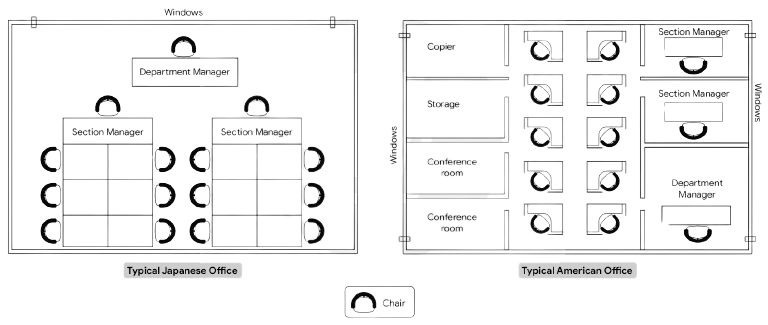 Windows
Department Manager
Section Manager
Section Manager
Typical Japanese Office
Copier
Storage
Conference
room
Conference
room
Windows
Section Manager
Section Manager
Department
Manager
Windows
Typical American Office
Chair